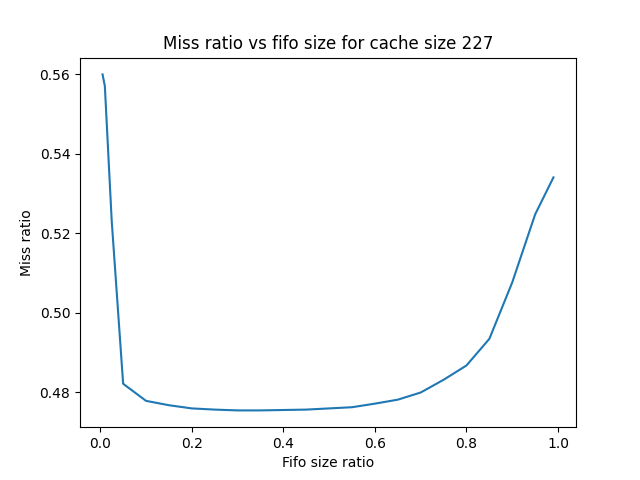 Miss ratio vs fifo size for cache size 227
0.56
0.54
0.52
0.50
0.48
Miss ratio
0.0 0.2 0.4 0.6 0.8 1.0
Fifo size ratio